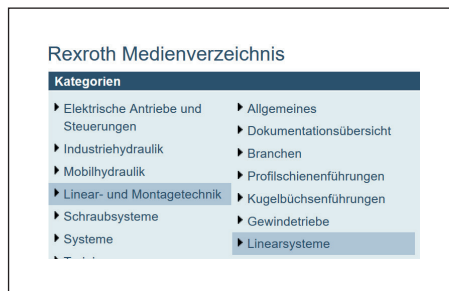 Rexroth Medienverzeichnis
Kategorien
Elektrische Antriebe und
Steuerungen
Industriehydraulik
Mobilhydraulik
Linear- und Montagetechnik
Schraubsysteme
Systeme
Allgemeines
Dokumentationsübersicht
Branchen
Profilschienenführungen
Kugelbüchsenführungen
Gewindetriebe
Linearsysteme